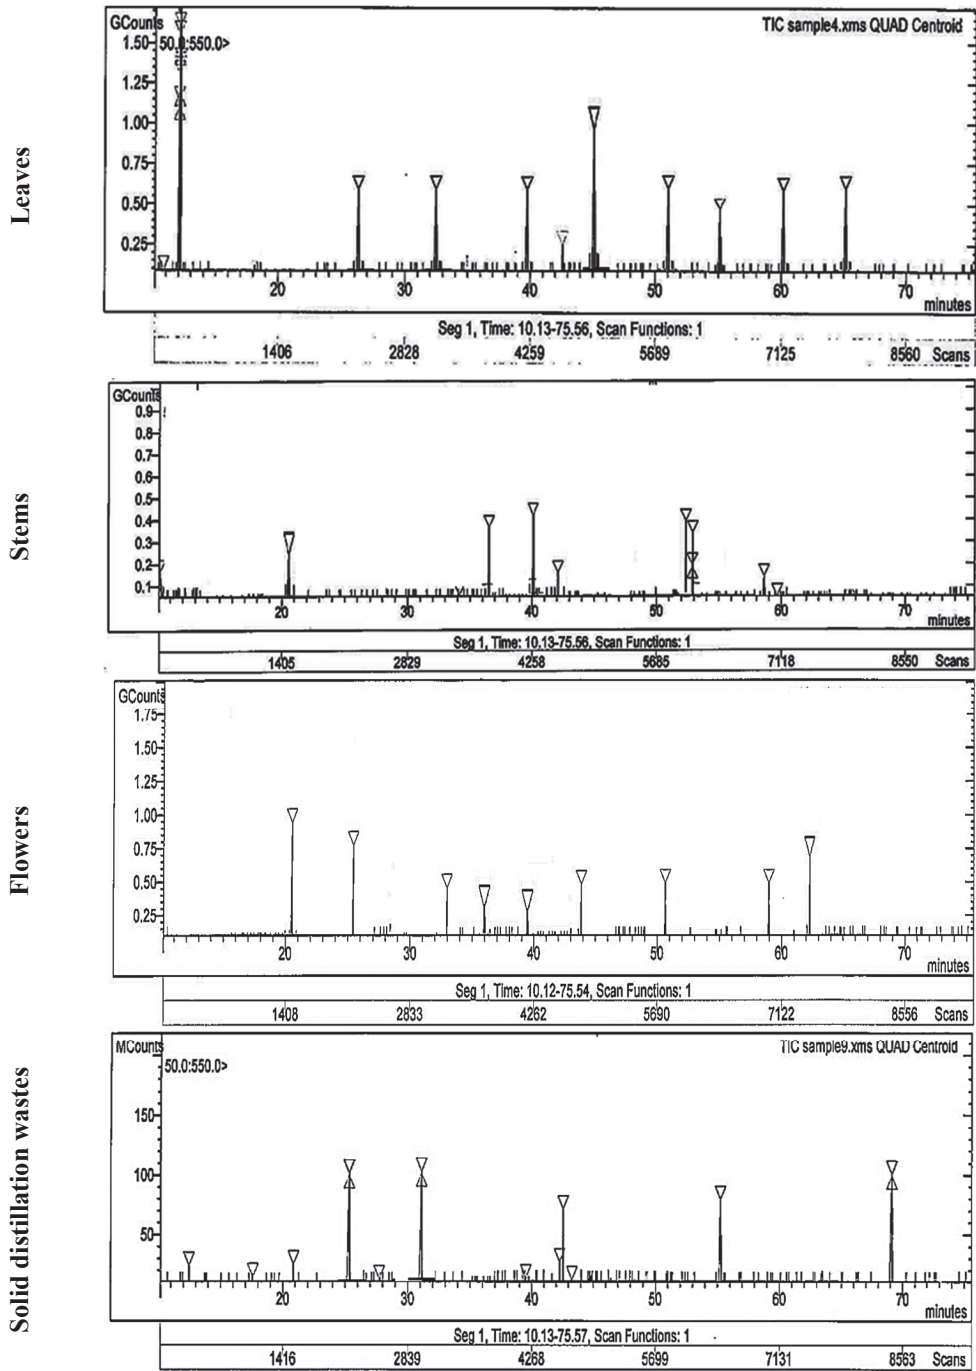 Leaves
GCounts
TIC sample4.xms QUAD Centroid
50.0:550.0>
1.50
1.25
1.00
0.75
0.50
0.25
20 30 40 50 60 70
minutes
Seg 1, Time: 10.13-75.56, Scan Functions: 1
1406 2828 4259 5689 7125 8560 Scans
Stems
GCounts
0.9
0.8
0.7
0.6
0.5
0.4
0.3
0.2
0.1
20 30 40 50 60 70
minutes
Seg 1, Time: 10.13-75.56, Scan Functions: 1
1405 2829 4258 5685 7118 8550 Scans
Flowers
GCounts
1.75
1.50
1.25
1.00
0.75
0.50
0.25
20 30 40 50 60 70
minutes
Seg 1, Time: 10.12-75.54, Scan Functions: 1
1408 2833 4262 5690 7122 8556 Scans
Solid distillation wastes
MCounts
TIC sample9.xms QUAD Centroid
50.0:550.0>
150
100
50
20 30 40 50 60 70
minutes
Seg 1, Time: 10.13-75.57, Scan Functions: 1
1416 2839 4268 5699 7131 8563 Scans